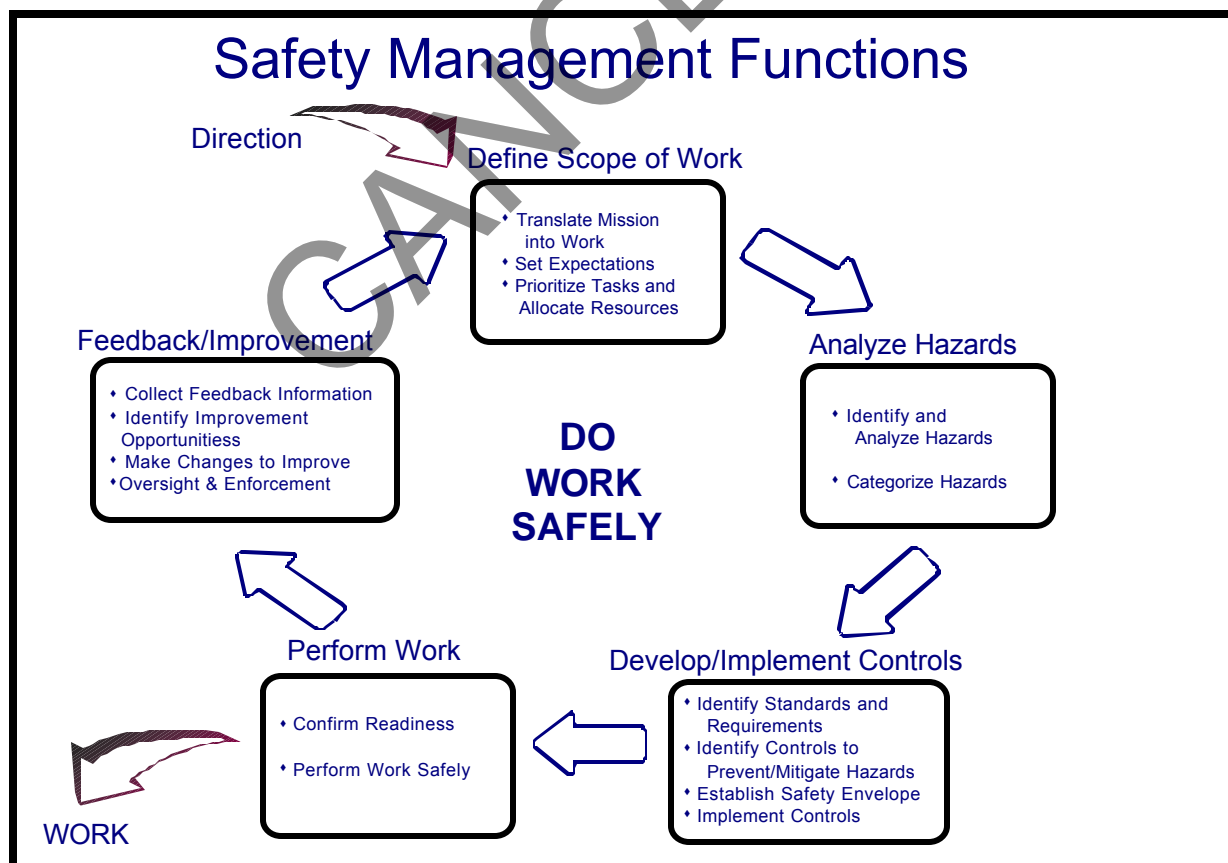 Safety Management Functions
Direction
Define Scope of Work
♦ Translate Mission
into Work
♦ Set Expectations
♦ Prioritize Tasks and
Allocate Resources
Analyze Hazards
♦ Identify and
Analyze Hazards
♦ Categorize Hazards
Develop/Implement Controls
♦ Identify Standards and
Requirements
♦ Identify Controls to
Prevent/Mitigate Hazards
♦ Establish Safety Envelope
♦ Implement Controls
Perform Work
♦ Confirm Readiness
♦ Perform Work Safely
WORK
Feedback/Improvement
♦ Collect Feedback Information
♦ Identify Improvement
Opportunitiess
♦ Make Changes to Improve
♦ Oversight & Enforcement
DO
WORK
SAFELY